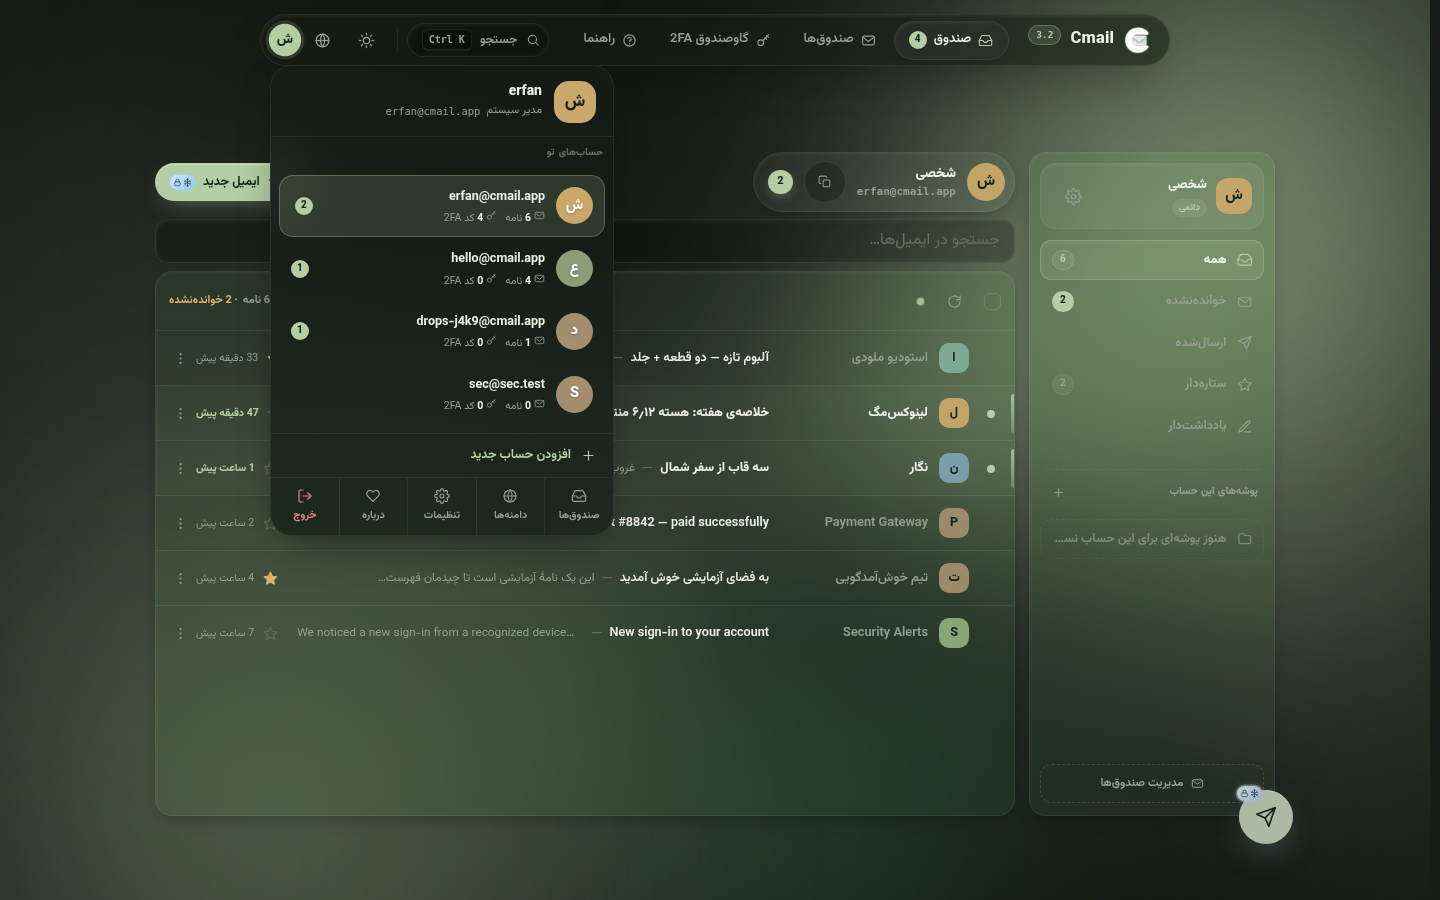 Cmail 3.2
صندوق 4
صندوق‌ها
گاوصندوق 2FA
راهنما
جستجو Ctrl K
ش
ش
erfan
مدیر سیستم erfan@cmail.app
حساب‌های تو
ش
erfan@cmail.app
6 نامه 4 کد 2FA
2
ع
hello@cmail.app
4 نامه 0 کد 2FA
1
د
drops-j4k9@cmail.app
1 نامه 0 کد 2FA
1
S
sec@sec.test
0 نامه 0 کد 2FA
افزودن حساب جدید
صندوق‌ها
دامنه‌ها
تنظیمات
درباره
خروج
ش
شخصی
دائمی
همه 6
خوانده‌نشده 2
ارسال‌شده
ستاره‌دار 2
یادداشت‌دار
پوشه‌های این حساب
هنوز پوشه‌ای برای این حساب نسـ...
مدیریت صندوق‌ها
ش
شخصی
erfan@cmail.app
2
ایمیل جدید
جستجو در ایمیل‌ها...
6 نامه · 2 خوانده‌نشده
ا
استودیو ملودی
آلبوم تازه — دو قطعه + جلد —
33 دقیقه پیش
ل
لینوکس‌مگ
خلاصه‌ی هفته: هسته ۶٫۱۲
47 دقیقه پیش
ن
نگار
سه قاب از سفر شمال —
1 ساعت پیش
P
Payment Gateway
#8842 — paid successfully
2 ساعت پیش
ت
تیم خوش‌آمدگویی
به فضای آزمایشی خوش آمدید — این یک نامهٔ آزمایشی است تا چیدمان فهرست...
4 ساعت پیش
S
Security Alerts
New sign-in to your account — We noticed a new sign-in from a recognized device...
7 ساعت پیش